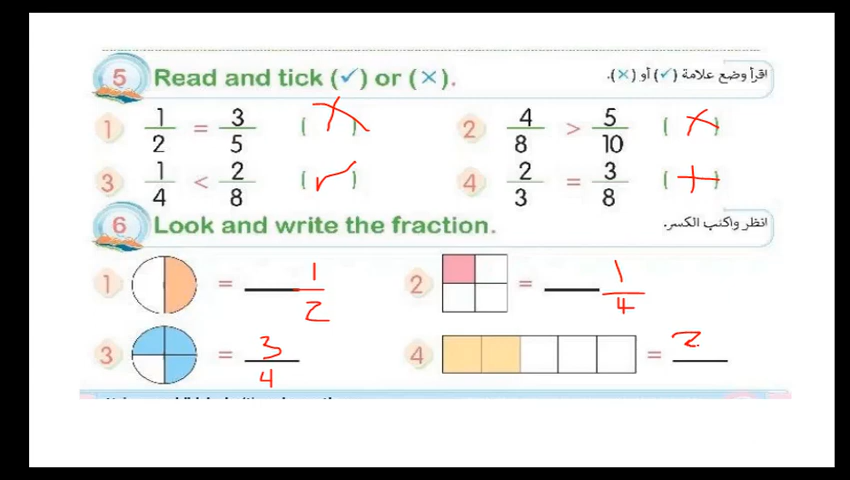 5 Read and tick (✓) or (×). اقرأ وضع علامة (✓) أو (×).
1 1/2 = 3/5 ( × ) 2 4/8 > 5/10 ( × )
3 1/4 < 2/8 ( ✓ ) 4 2/3 = 3/8 ( × )
6 Look and write the fraction. انظر واكتب الكسر.
1 = 1/2 2 = 1/4
3 = 3/4 4 = 2